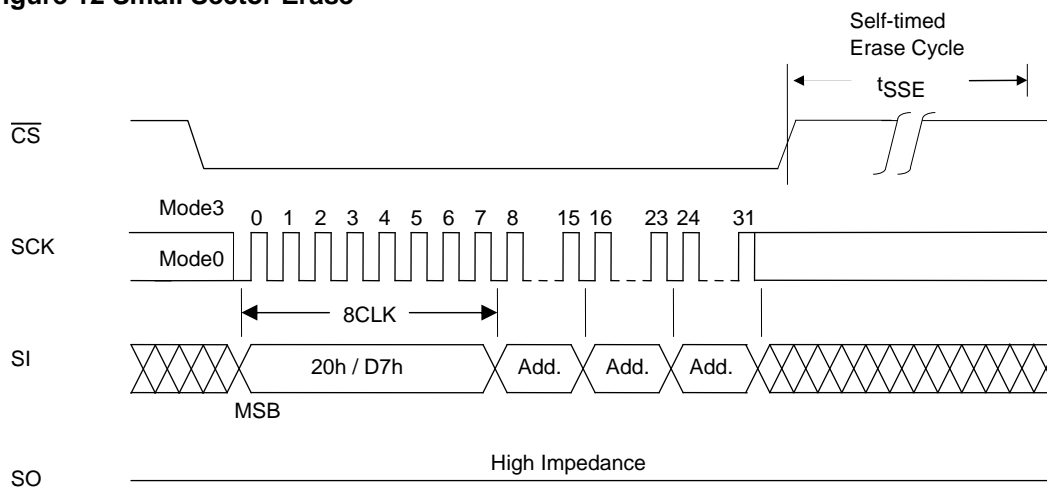 Figure 12 Small Sector Erase
Self-timed
Erase Cycle
tSSE
CS
Mode3
0 1 2 3 4 5 6 7 8 15 16 23 24 31
SCK
Mode0
8CLK
SI
20h / D7h Add. Add. Add.
MSB
High Impedance
SO